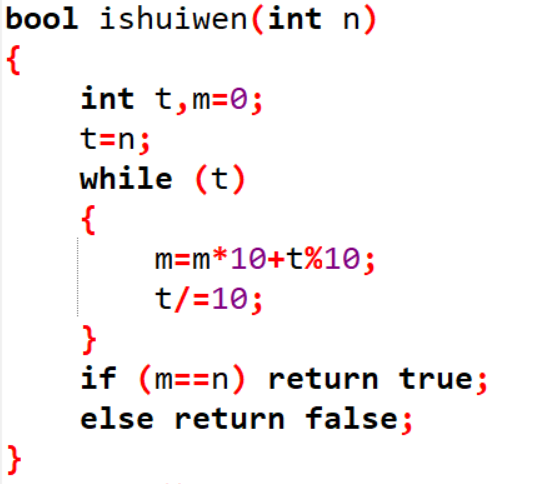 bool ishuiwen(int n)
{
int t,m=0;
t=n;
while (t)
{
m=m*10+t%10;
t/=10;
}
if (m==n) return true;
else return false;
}